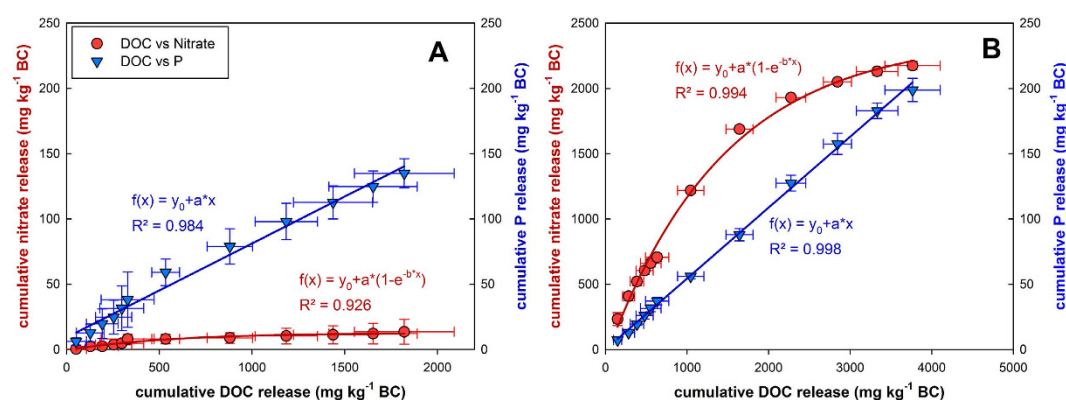 DOC vs Nitrate
DOC vs P
A
250
200
150
100
50
0
cumulative nitrate release (mg kg⁻¹ BC)
250
200
150
100
50
0
cumulative P release (mg kg⁻¹ BC)
f(x) = y₀+a*x
R² = 0.984
f(x) = y₀+a*(1-e⁻ᵇ*ˣ)
R² = 0.926
0 500 1000 1500 2000
cumulative DOC release (mg kg⁻¹ BC)
B
2500
2000
1500
1000
500
0
cumulative nitrate release (mg kg⁻¹ BC)
250
200
150
100
50
0
cumulative P release (mg kg⁻¹ BC)
f(x) = y₀+a*(1-e⁻ᵇ*ˣ)
R² = 0.994
f(x) = y₀+a*x
R² = 0.998
0 1000 2000 3000 4000 5000
cumulative DOC release (mg kg⁻¹ BC)